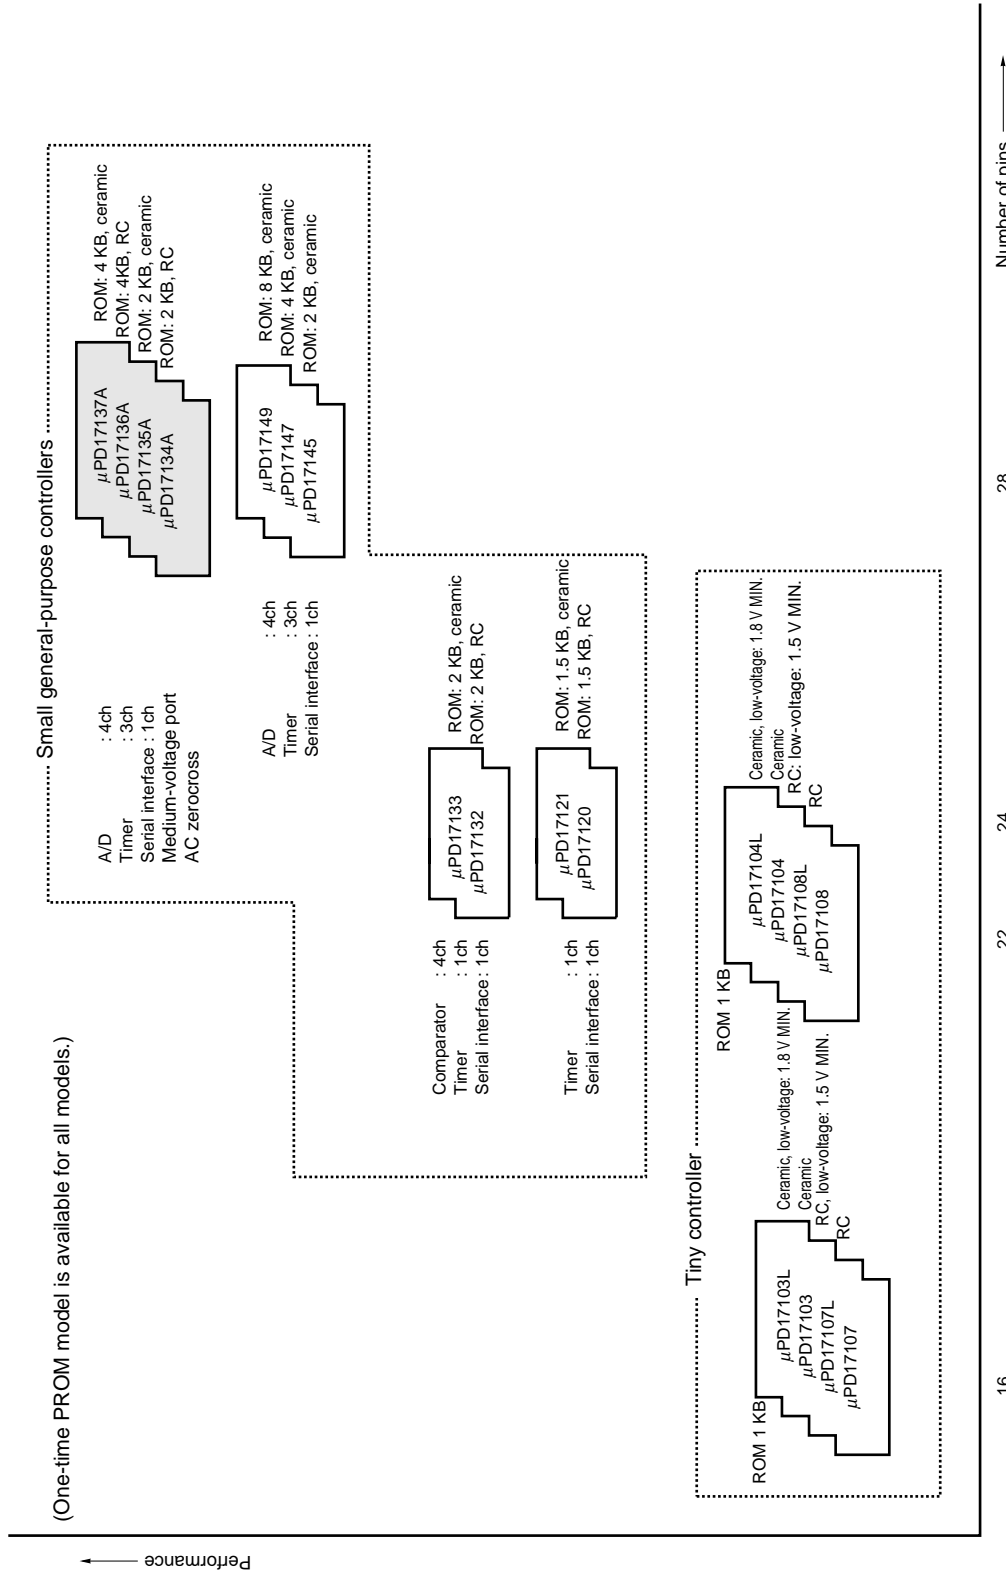 (One-time PROM model is available for all models.)
Performance
Small general-purpose controllers
A/D : 4ch
Timer : 3ch
Serial interface : 1ch
Medium-voltage port
AC zerocross
μPD17137A
μPD17136A
μPD17135A
μPD17134A
ROM: 4 KB, ceramic
ROM: 4KB, RC
ROM: 2 KB, ceramic
ROM: 2 KB, RC
A/D : 4ch
Timer : 3ch
Serial interface : 1ch
μPD17149
μPD17147
μPD17145
ROM: 8 KB, ceramic
ROM: 4 KB, ceramic
ROM: 2 KB, ceramic
Comparator : 4ch
Timer : 1ch
Serial interface : 1ch
μPD17133
μPD17132
ROM: 2 KB, ceramic
ROM: 2 KB, RC
Timer : 1ch
Serial interface : 1ch
μPD17121
μPD17120
ROM: 1.5 KB, ceramic
ROM: 1.5 KB, RC
Tiny controller
ROM 1 KB
μPD17103L
μPD17103
μPD17107L
μPD17107
Ceramic, low-voltage: 1.8 V MIN.
Ceramic
RC, low-voltage: 1.5 V MIN.
RC
ROM 1 KB
μPD17104L
μPD17104
μPD17108L
μPD17108
Ceramic, low-voltage: 1.8 V MIN.
Ceramic
RC: low-voltage: 1.5 V MIN.
RC
16 22 24 28
Number of pins